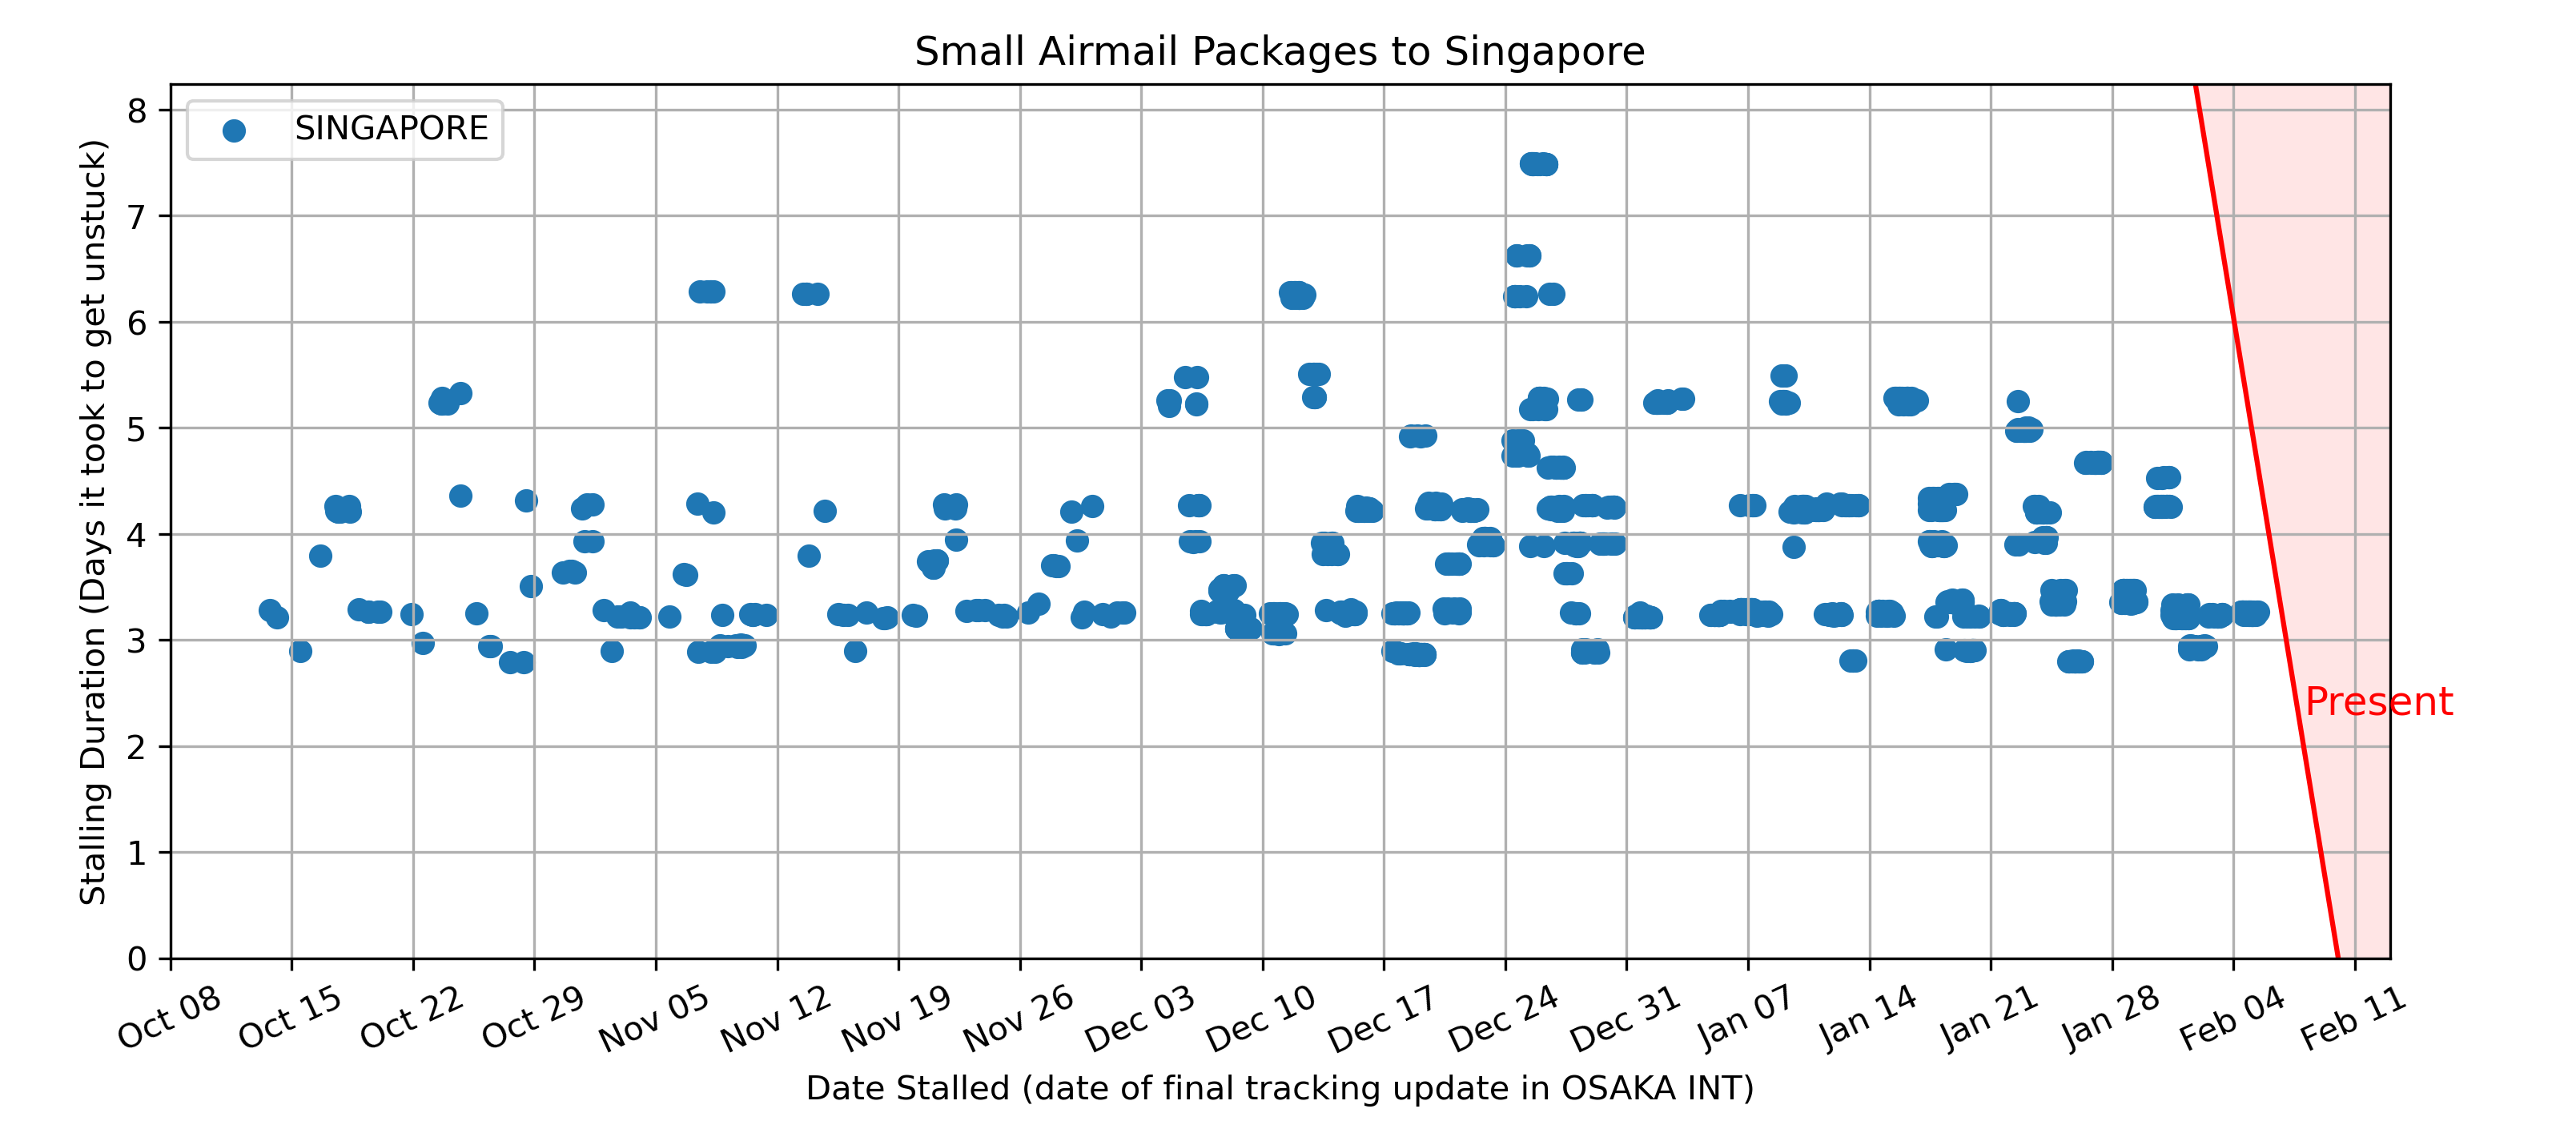 Small Airmail Packages to Singapore
SINGAPORE
Stalling Duration (Days it took to get unstuck)
8
7
6
5
4
3
2
1
0
Present
Oct 08
Oct 15
Oct 22
Oct 29
Nov 05
Nov 12
Nov 19
Nov 26
Dec 03
Dec 10
Dec 17
Dec 24
Dec 31
Jan 07
Jan 14
Jan 21
Jan 28
Feb 04
Feb 11
Date Stalled (date of final tracking update in OSAKA INT)